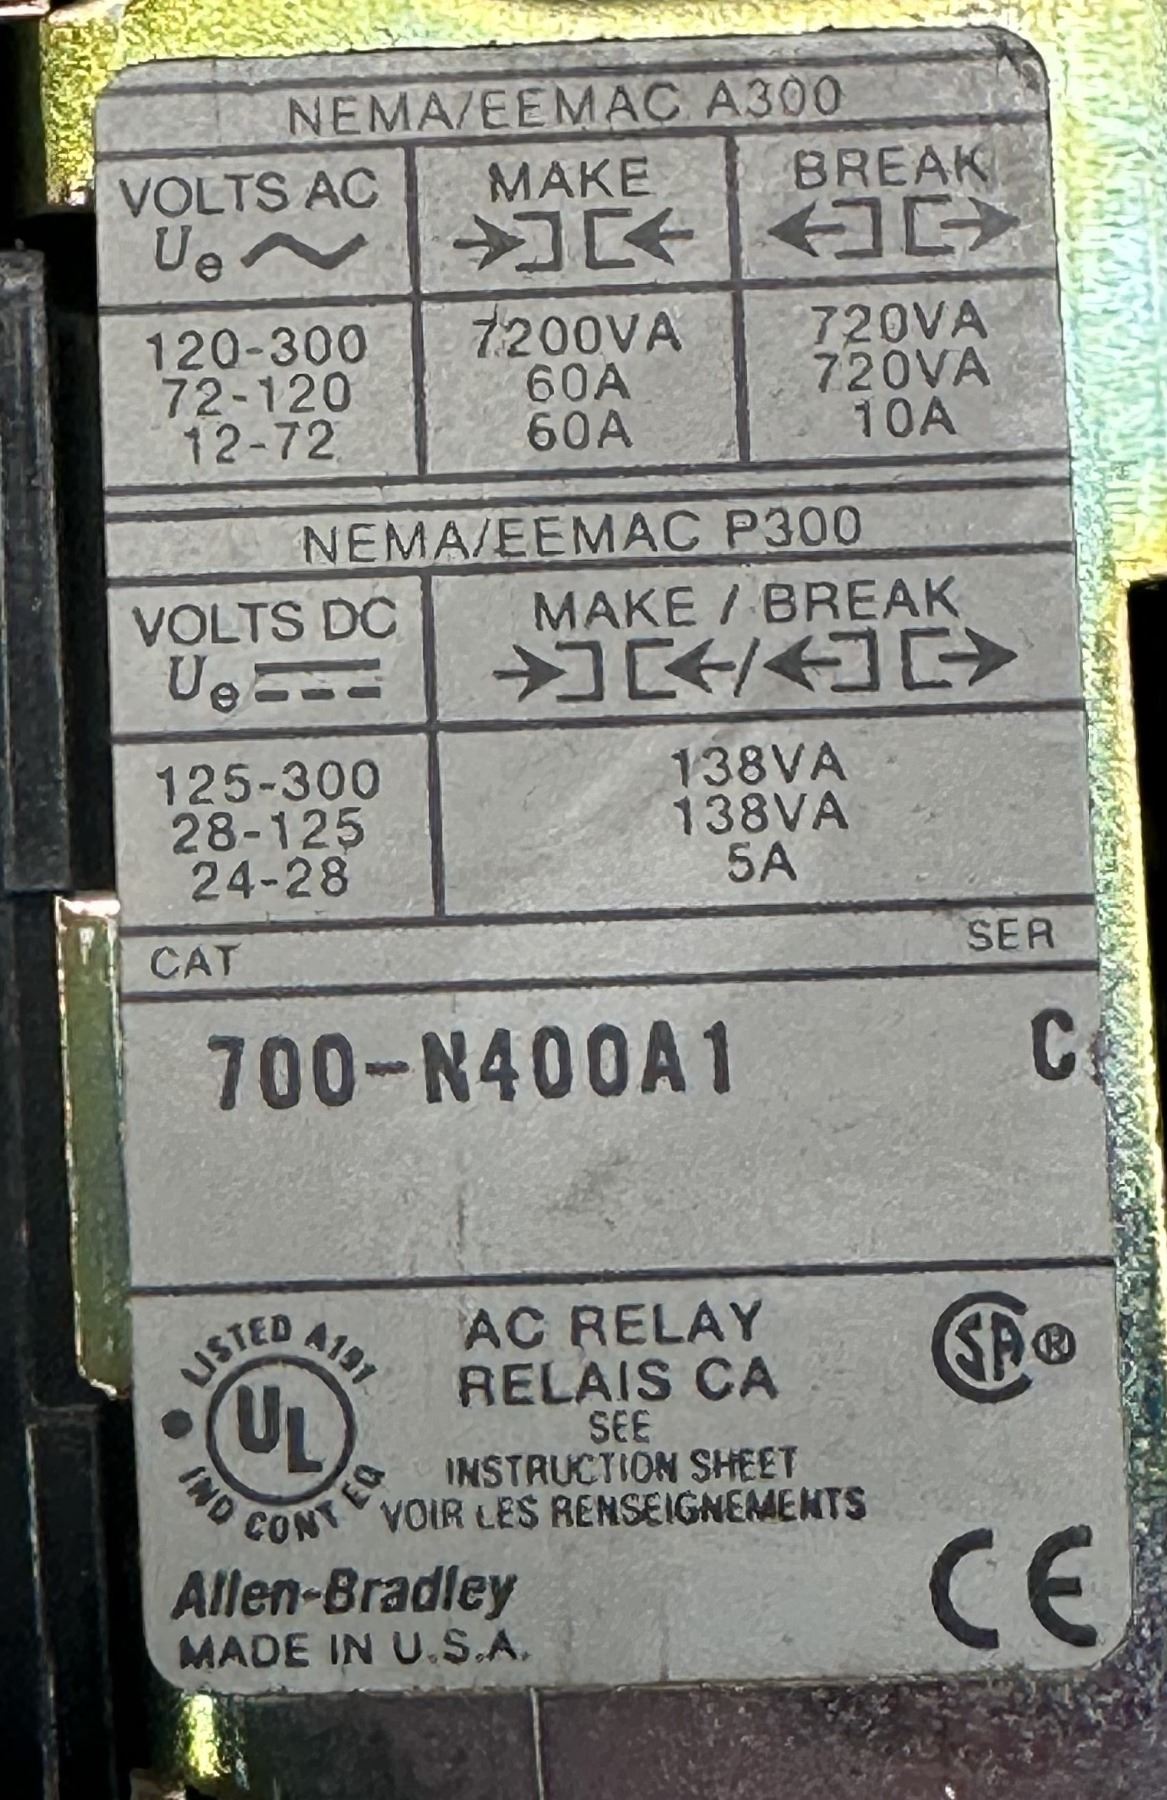 NEMA/EEMAC A300
VOLTS AC MAKE BREAK
Ue
120-300 7200VA 720VA
72-120 60A 720VA
12-72 60A 10A
NEMA/EEMAC P300
VOLTS DC MAKE / BREAK
Ue /
125-300 138VA
28-125 138VA
24-28 5A
CAT SER
700-N400A1 C
LISTED A191
UL
IND CONT EQ
AC RELAY
RELAIS CA
SEE
INSTRUCTION SHEET
VOIR LES RENSEIGNEMENTS
SA ®
Allen-Bradley
MADE IN U.S.A.
CE